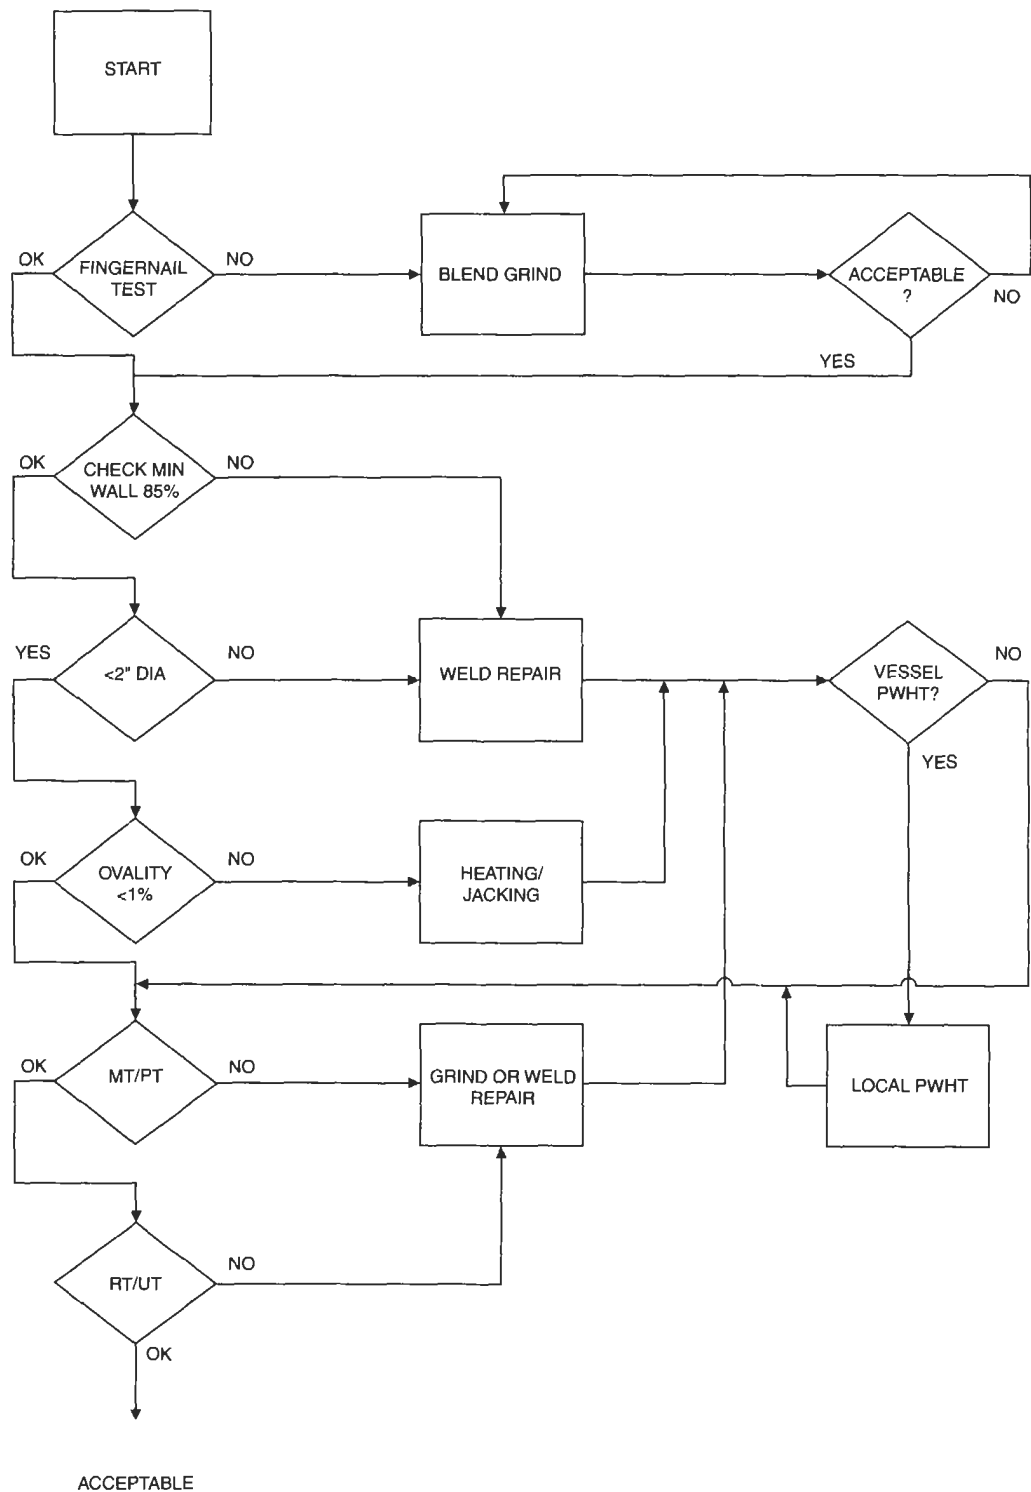 START
OK
FINGERNAIL
TEST
NO
BLEND GRIND
ACCEPTABLE
?
NO
YES
OK
CHECK MIN
WALL 85%
NO
YES
<2" DIA
NO
WELD REPAIR
VESSEL
PWHT?
NO
YES
OK
OVALITY
<1%
NO
HEATING/
JACKING
OK
MT/PT
NO
GRIND OR WELD
REPAIR
LOCAL PWHT
RT/UT
NO
OK
ACCEPTABLE